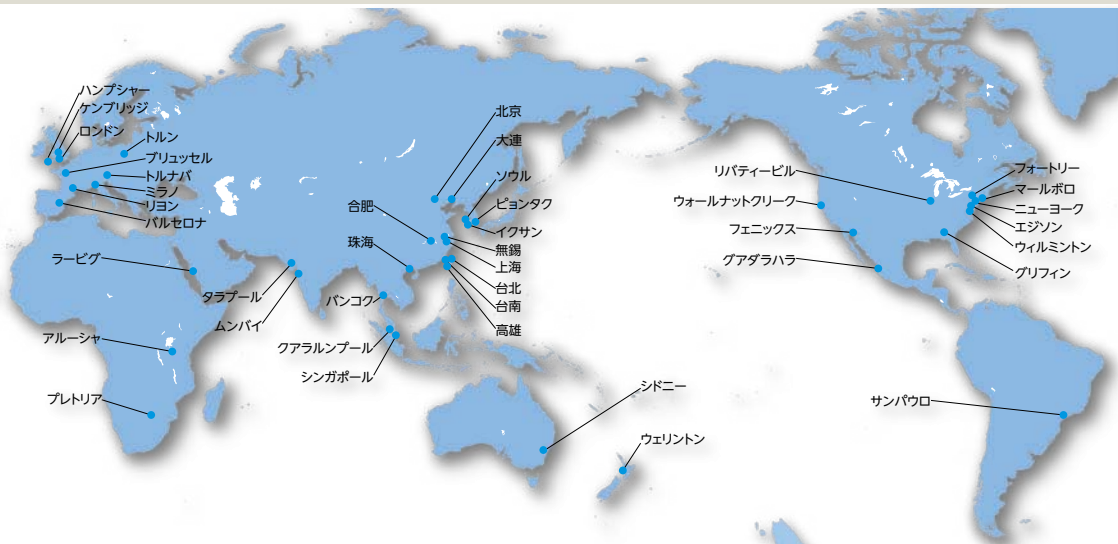 ハンプシャー
ケンブリッジ
ロンドン
トルン
ブリュッセル
トルナバ
ミラノ
リヨン
バルセロナ
ラービグ
アルーシャ
プレトリア
タラプール
ムンバイ
北京
大連
ソウル
ピョンタク
イクサン
合肥
無錫
珠海
上海
台北
台南
高雄
バンコク
クアラルンプール
シンガポール
シドニー
ウェリントン
リバティービル
ウォールナットクリーク
フェニックス
グアダラハラ
フォートリー
マールボロ
ニューヨーク
エジソン
ウィルミントン
グリフィン
サンパウロ